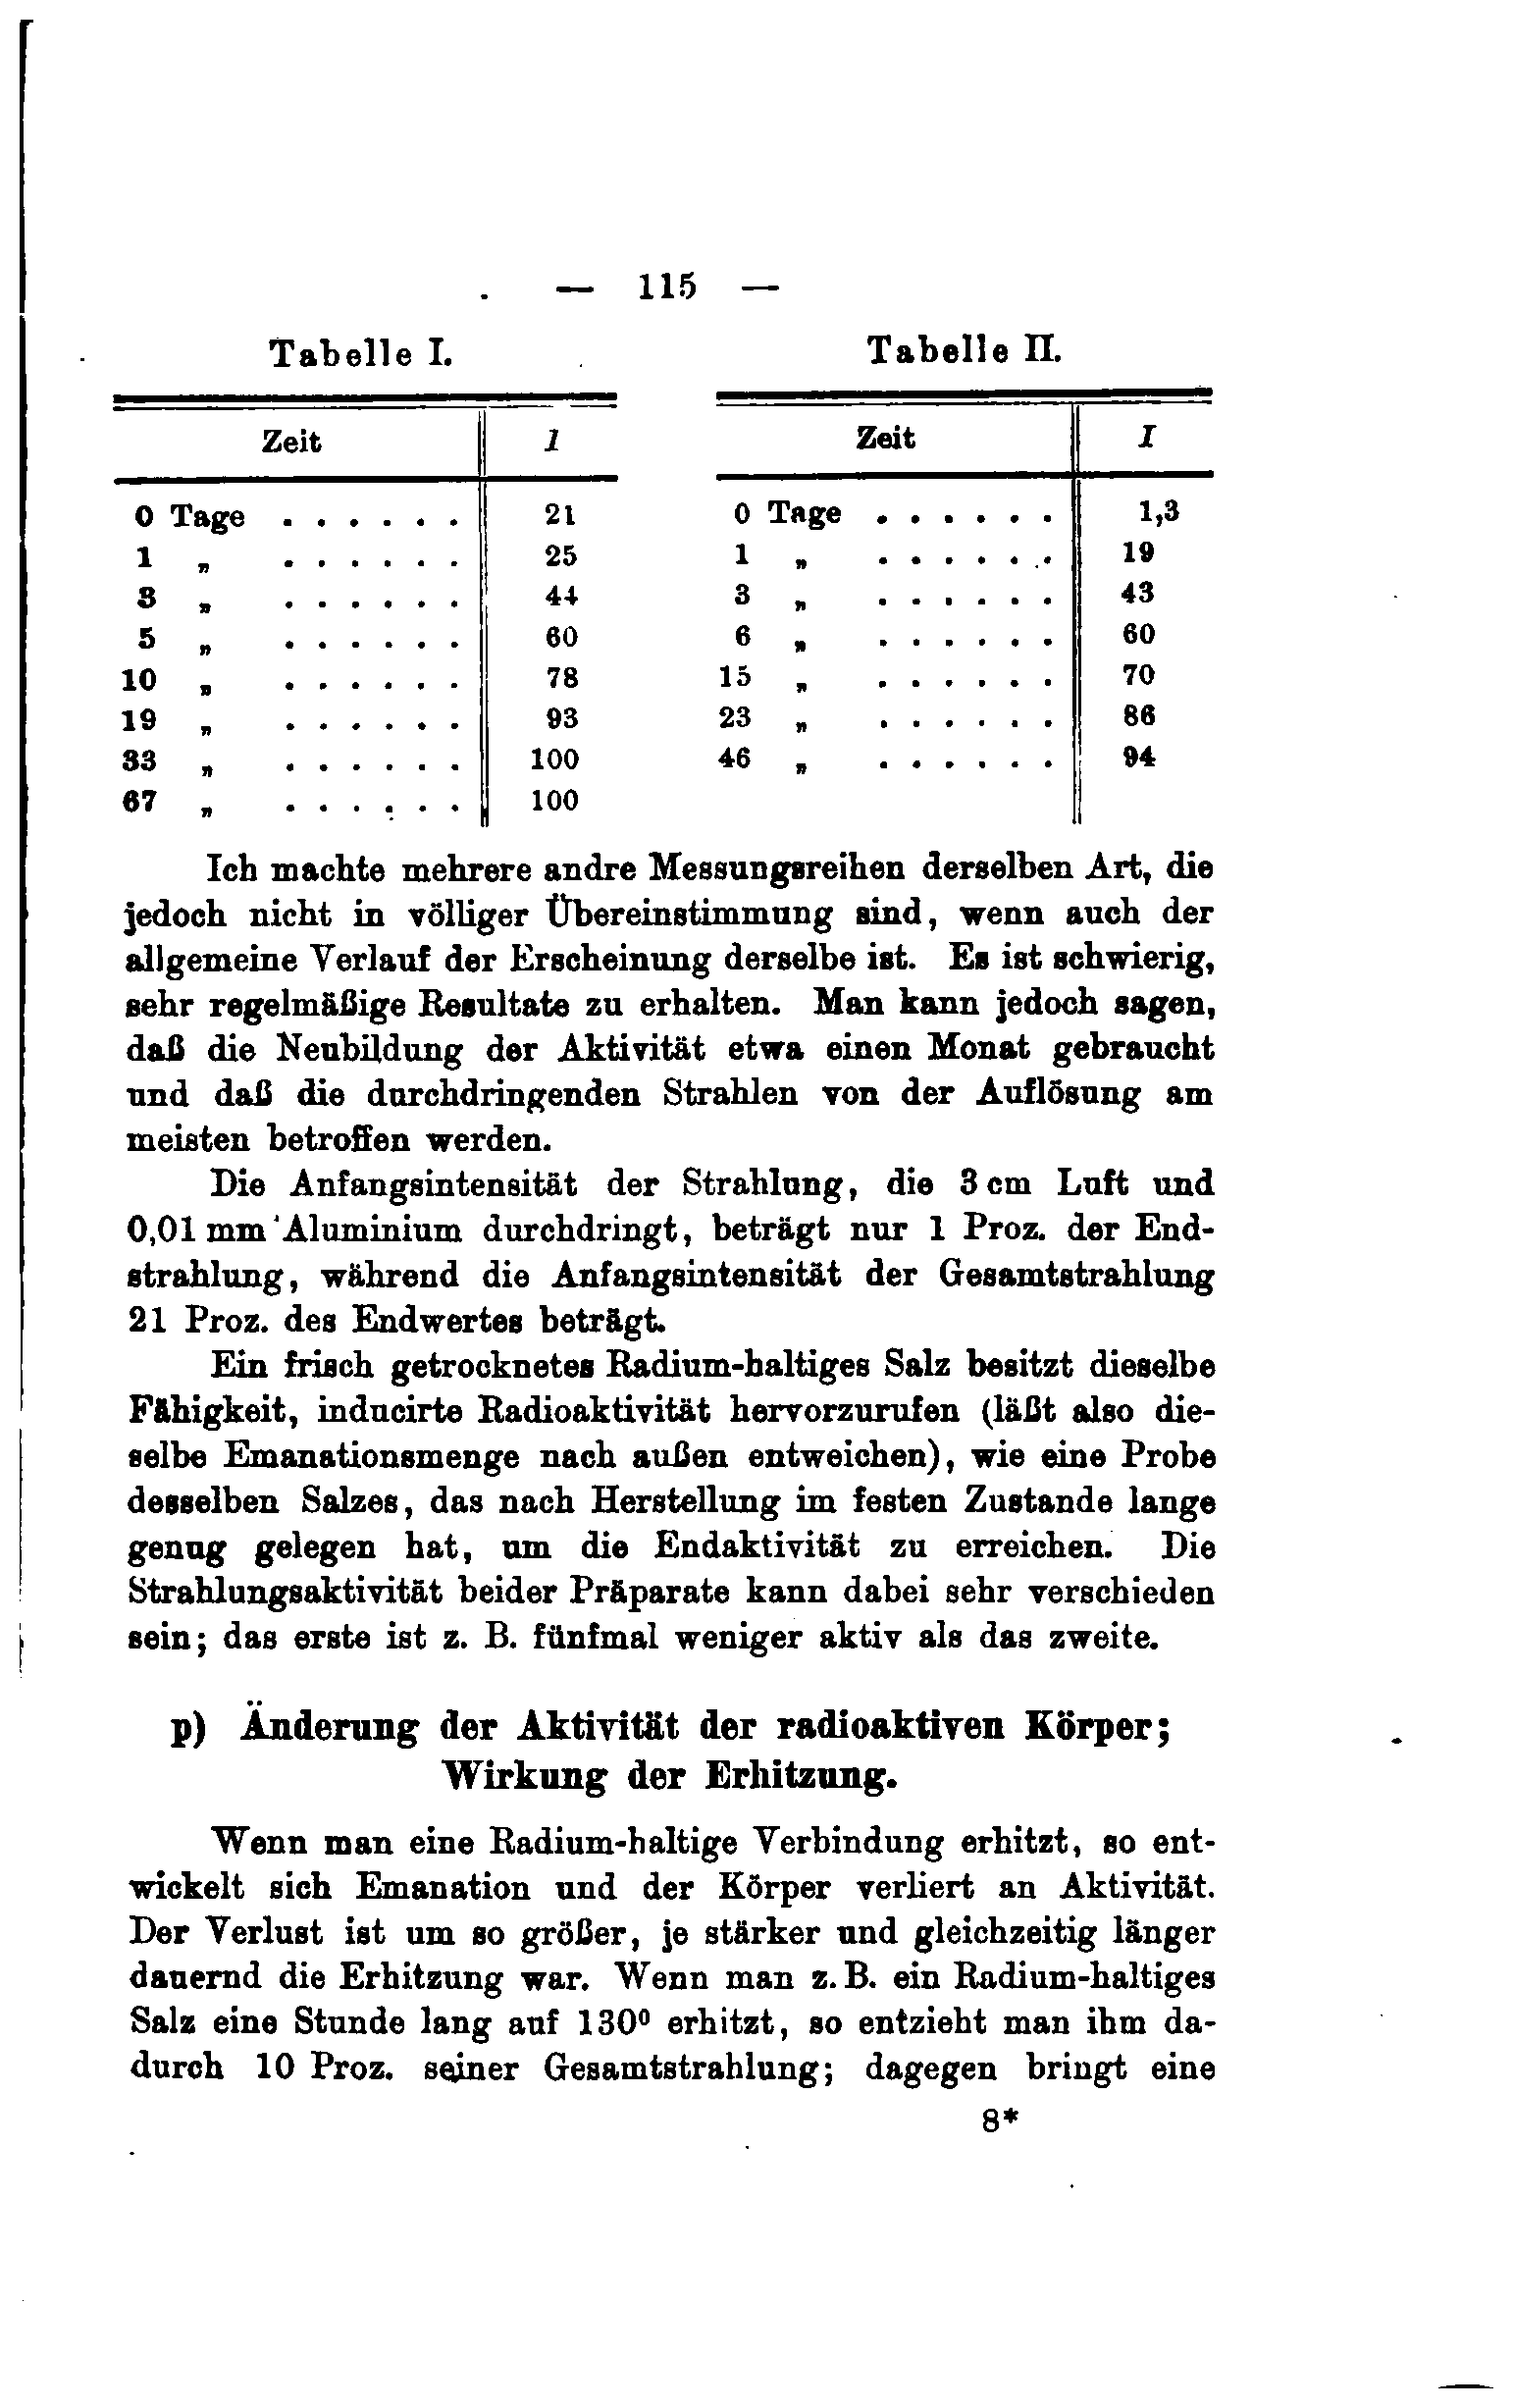 — 115 —
Tabelle I.
Zeit I
0 Tage . . . . . . 21
1 „ . . . . . . 25
3 „ . . . . . . 44
5 „ . . . . . . 60
10 „ . . . . . . 78
19 „ . . . . . . 93
33 „ . . . . . . 100
67 „ . . . . . . 100
Tabelle II.
Zeit I
0 Tage . . . . . . 1,3
1 „ . . . . . . 19
3 „ . . . . . . 43
6 „ . . . . . . 60
15 „ . . . . . . 70
23 „ . . . . . . 86
46 „ . . . . . . 94
Ich machte mehrere andre Messungsreihen derselben Art, die
jedoch nicht in völliger Übereinstimmung sind, wenn auch der
allgemeine Verlauf der Erscheinung derselbe ist. Es ist schwierig,
sehr regelmäßige Resultate zu erhalten. Man kann jedoch sagen,
daß die Neubildung der Aktivität etwa einen Monat gebraucht
und daß die durchdringenden Strahlen von der Auflösung am
meisten betroffen werden.
Die Anfangsintensität der Strahlung, die 3 cm Luft und
0,01 mm Aluminium durchdringt, beträgt nur 1 Proz. der End-
strahlung, während die Anfangsintensität der Gesamtstrahlung
21 Proz. des Endwertes beträgt.
Ein frisch getrocknetes Radium-haltiges Salz besitzt dieselbe
Fähigkeit, inducirte Radioaktivität hervorzurufen (läßt also die-
selbe Emanationsmenge nach außen entweichen), wie eine Probe
desselben Salzes, das nach Herstellung im festen Zustande lange
genug gelegen hat, um die Endaktivität zu erreichen. Die
Strahlungsaktivität beider Präparate kann dabei sehr verschieden
sein; das erste ist z. B. fünfmal weniger aktiv als das zweite.
p) Änderung der Aktivität der radioaktiven Körper;
Wirkung der Erhitzung.
Wenn man eine Radium-haltige Verbindung erhitzt, so ent-
wickelt sich Emanation und der Körper verliert an Aktivität.
Der Verlust ist um so größer, je stärker und gleichzeitig länger
dauernd die Erhitzung war. Wenn man z. B. ein Radium-haltiges
Salz eine Stunde lang auf 130⁰ erhitzt, so entzieht man ihm da-
durch 10 Proz. seiner Gesamtstrahlung; dagegen bringt eine
8*